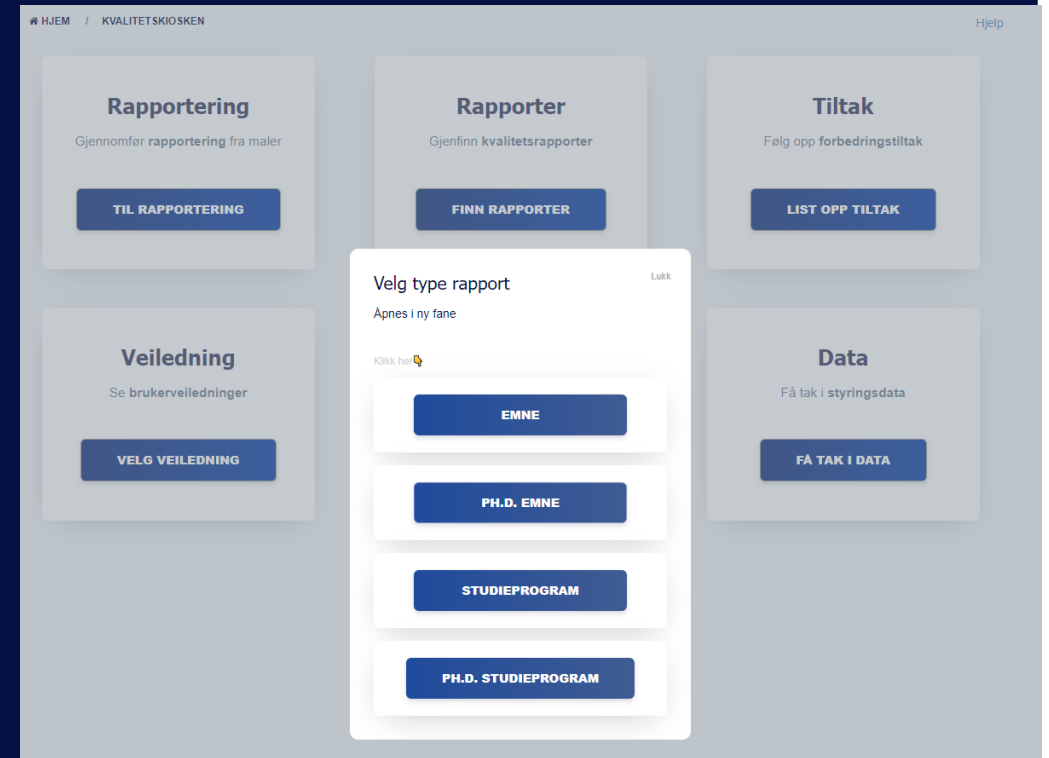 HJEM / KVALITETSKIOSKEN
Hjelp
Rapportering
Gjennomfør rapportering fra maler
TIL RAPPORTERING
Rapporter
Gjenfinn kvalitetsrapporter
FINN RAPPORTER
Tiltak
Følg opp forbedringstiltak
LIST OPP TILTAK
Veiledning
Se brukerveiledninger
VELG VEILEDNING
Velg type rapport
Lukk
Åpnes i ny fane
Klikk her
EMNE
PH.D. EMNE
STUDIEPROGRAM
PH.D. STUDIEPROGRAM
Data
Få tak i styringsdata
FÅ TAK I DATA